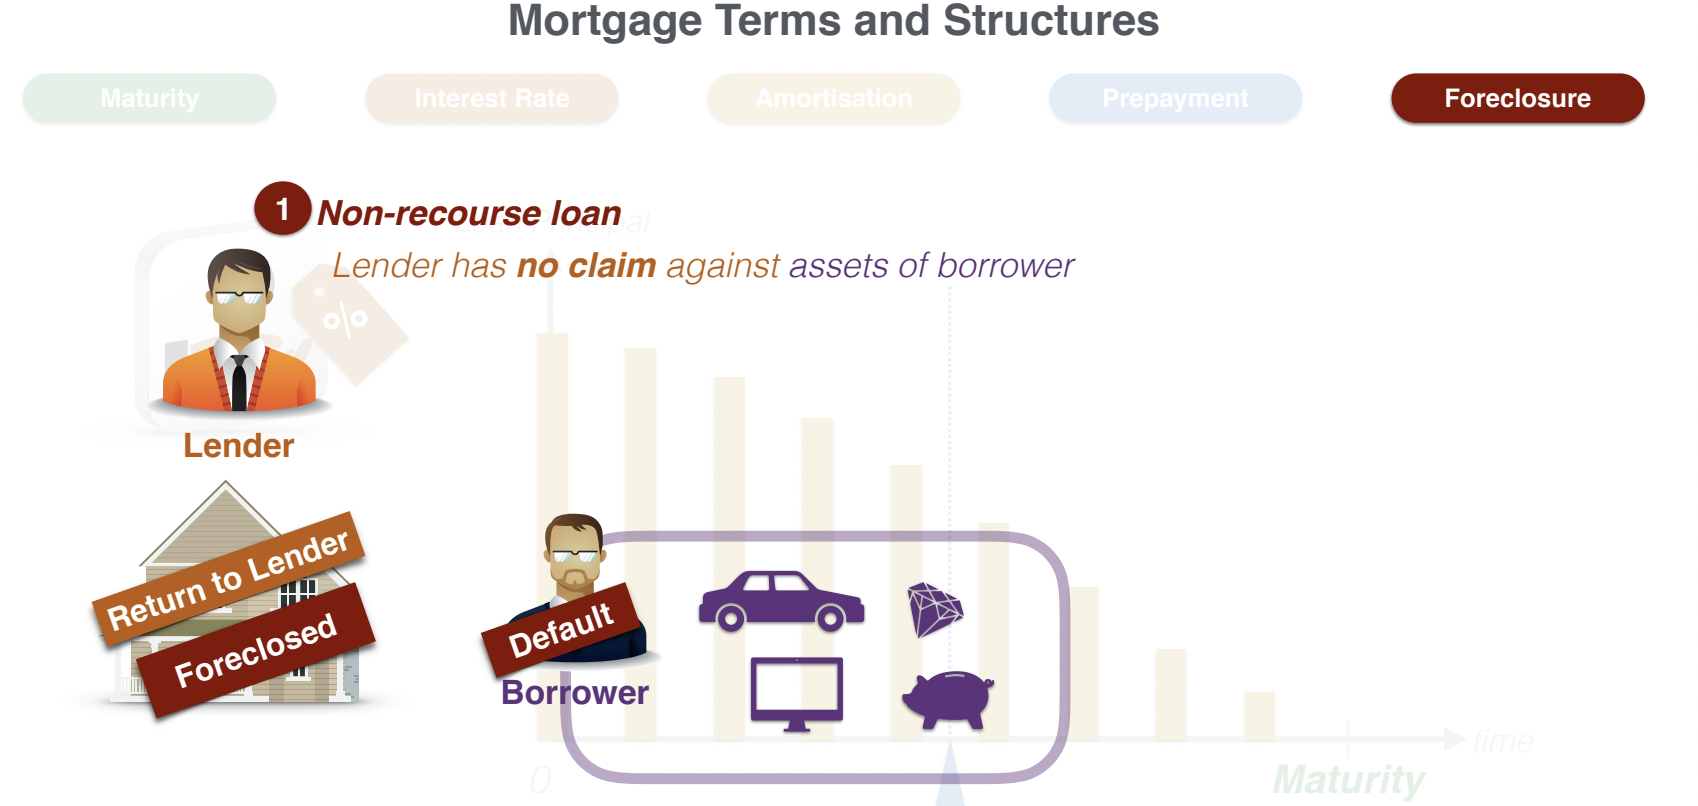 Mortgage Terms and Structures
Maturity
Interest Rate
Amortisation
Prepayment
Foreclosure
1
Non-recourse loan
Lender has no claim against assets of borrower
%
Lender
Return to Lender
Foreclosed
Default
Borrower
0
time
Maturity